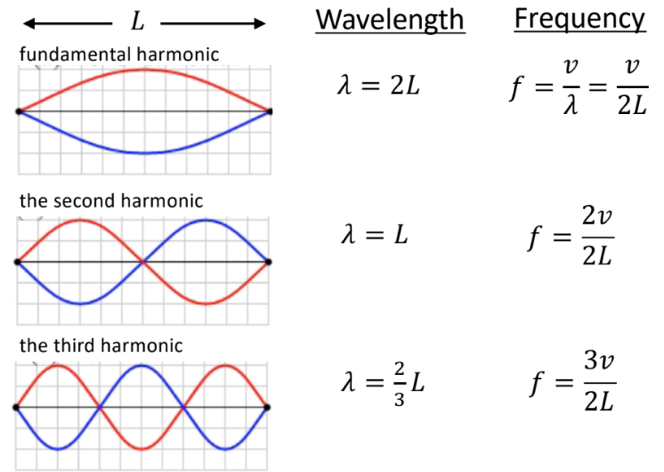 L Wavelength Frequency
fundamental harmonic
λ = 2L f = v/λ = v/2L
the second harmonic
λ = L f = 2v/2L
the third harmonic
λ = 2/3 L f = 3v/2L